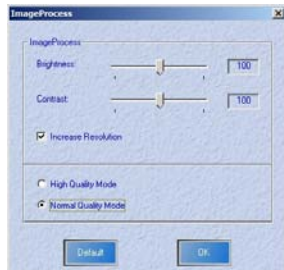 ImageProcess
ImageProcess
Brightness: 100
Contrast: 100
Increase Resolution
High Quality Mode
Normal Quality Mode
Default OK